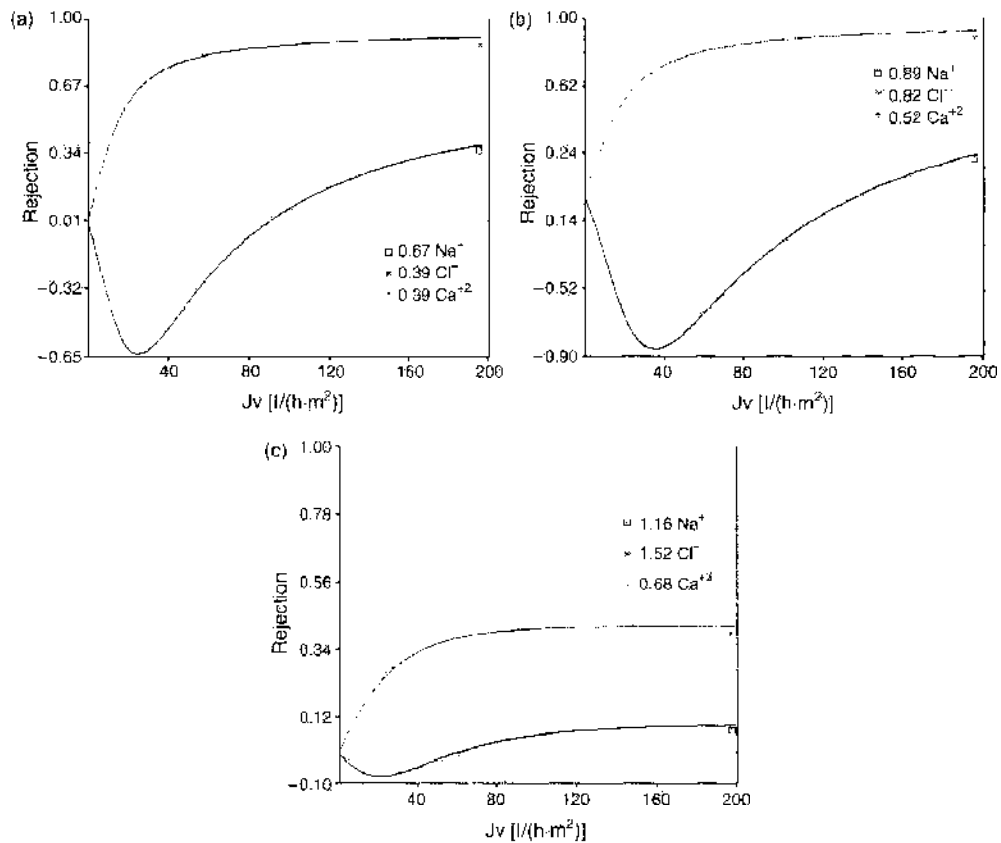 (a)
1.00
0.67
0.34
0.01
−0.32
−0.65
Rejection
0.67 Na+
0.39 Cl−
0.39 Ca+2
40 80 120 160 200
Jv [l/(h·m²)]
(b)
1.00
0.62
0.24
0.14
−0.52
−0.90
Rejection
0.89 Na+
0.82 Cl−
0.52 Ca+2
40 80 120 160 200
Jv [l/(h·m²)]
(c)
1.00
0.78
0.56
0.34
0.12
−0.10
Rejection
1.16 Na+
1.52 Cl−
0.68 Ca+2
40 80 120 160 200
Jv [l/(h·m²)]